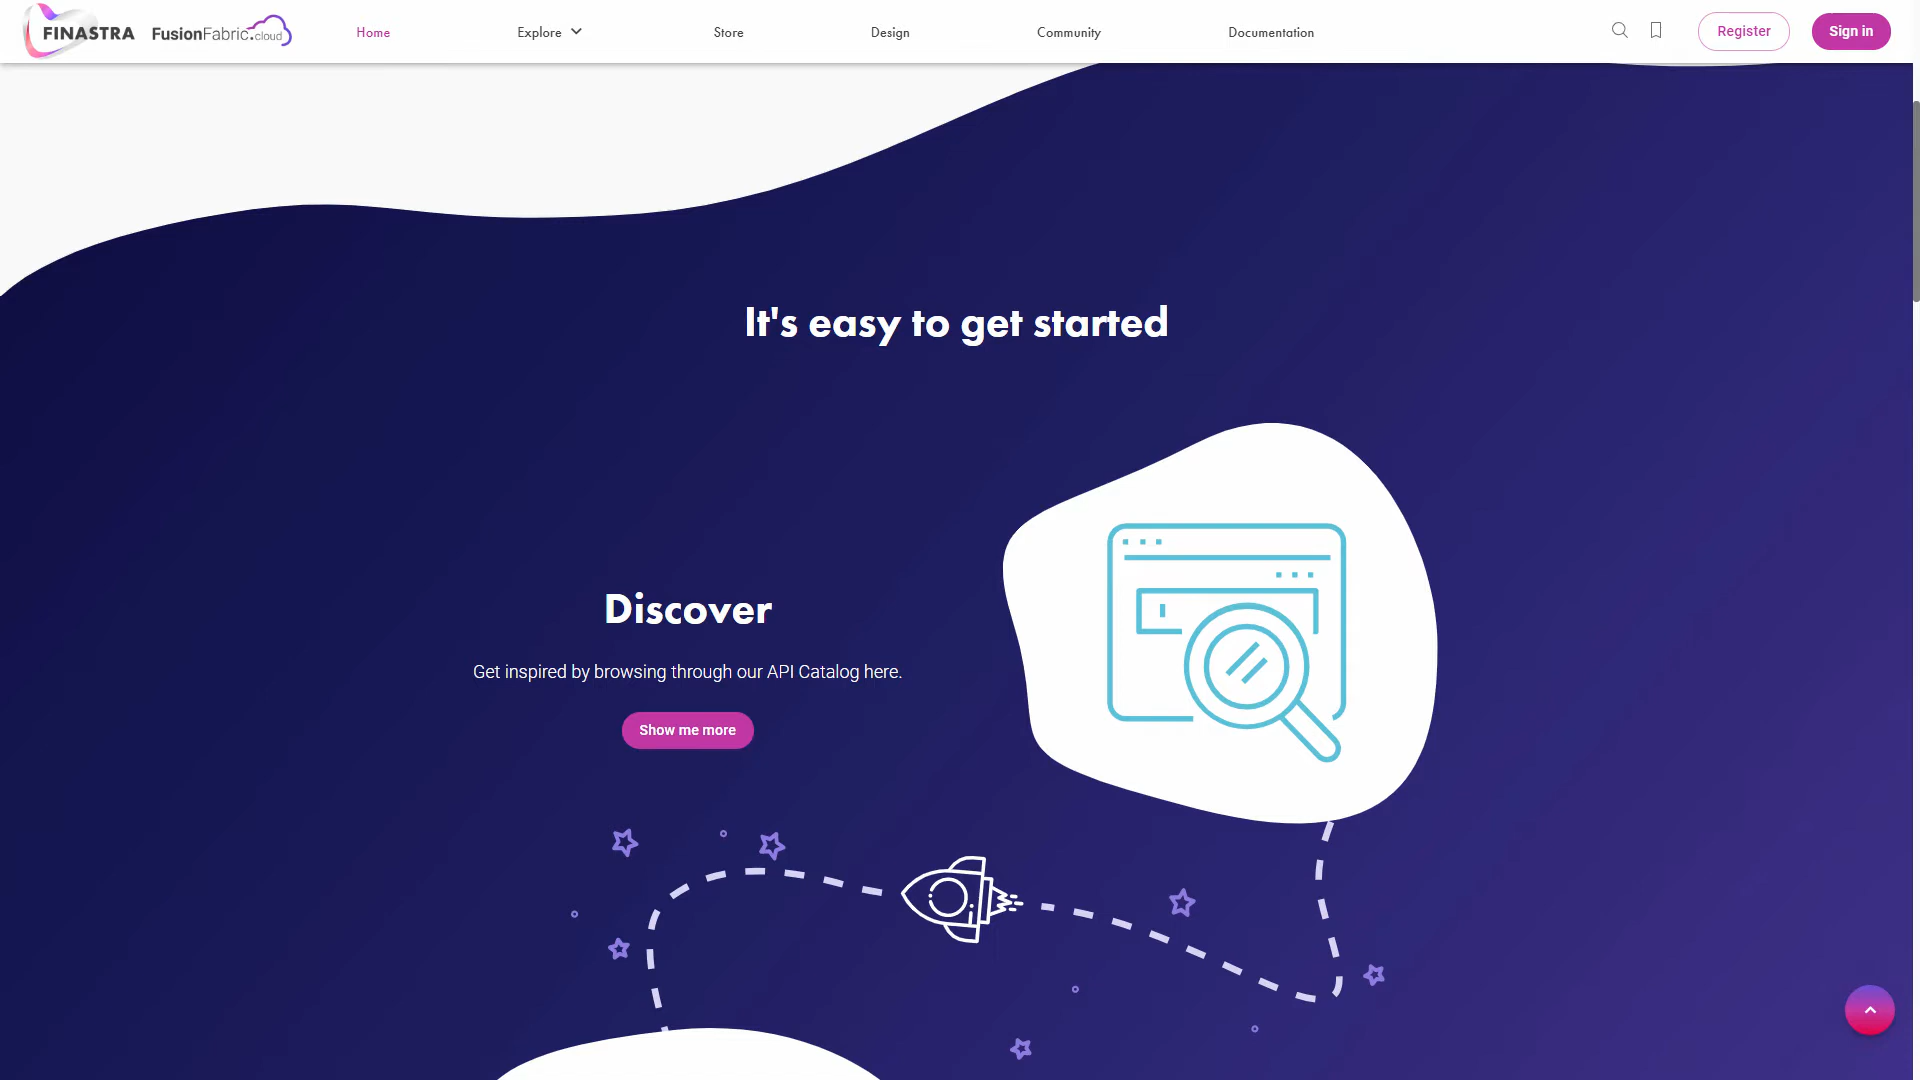 FINASTRA FusionFabric.cloud Home Explore Store Design Community Documentation Register Sign in
It's easy to get started
Discover
Get inspired by browsing through our API Catalog here.
Show me more